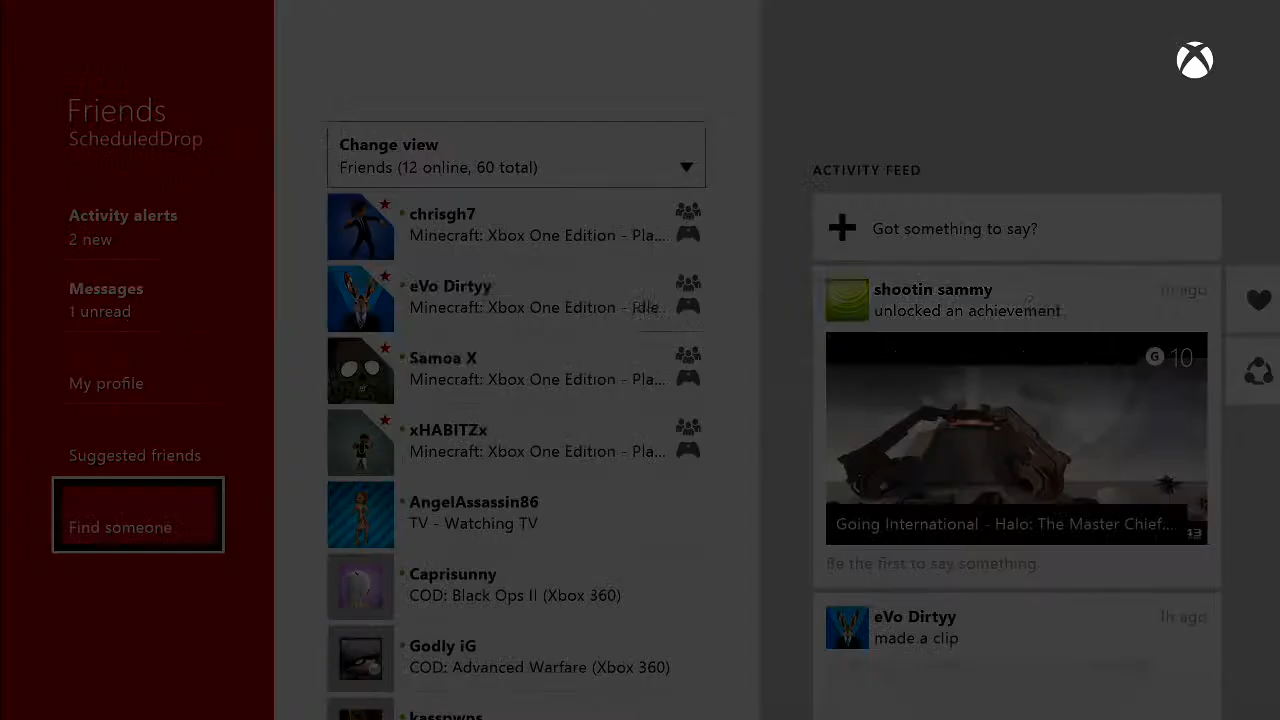 Friends
ScheduledDrop
Activity alerts
2 new
Messages
1 unread
My profile
Suggested friends
Find someone
Change view
Friends (12 online, 60 total)
chrisgh7
Minecraft: Xbox One Edition - Pla...
eVo Dirtyy
Minecraft: Xbox One Edition - Idle
Samoa X
Minecraft: Xbox One Edition - Pla...
xHABITZx
Minecraft: Xbox One Edition - Pla...
AngelAssassin86
TV - Watching TV
Caprisunny
COD: Black Ops II (Xbox 360)
Godly iG
COD: Advanced Warfare (Xbox 360)
kasspwns
ACTIVITY FEED
Got something to say?
shootin sammy
1h ago
unlocked an achievement.
G 10
Going International - Halo: The Master Chief...
Be the first to say something.
eVo Dirtyy
1h ago
made a clip